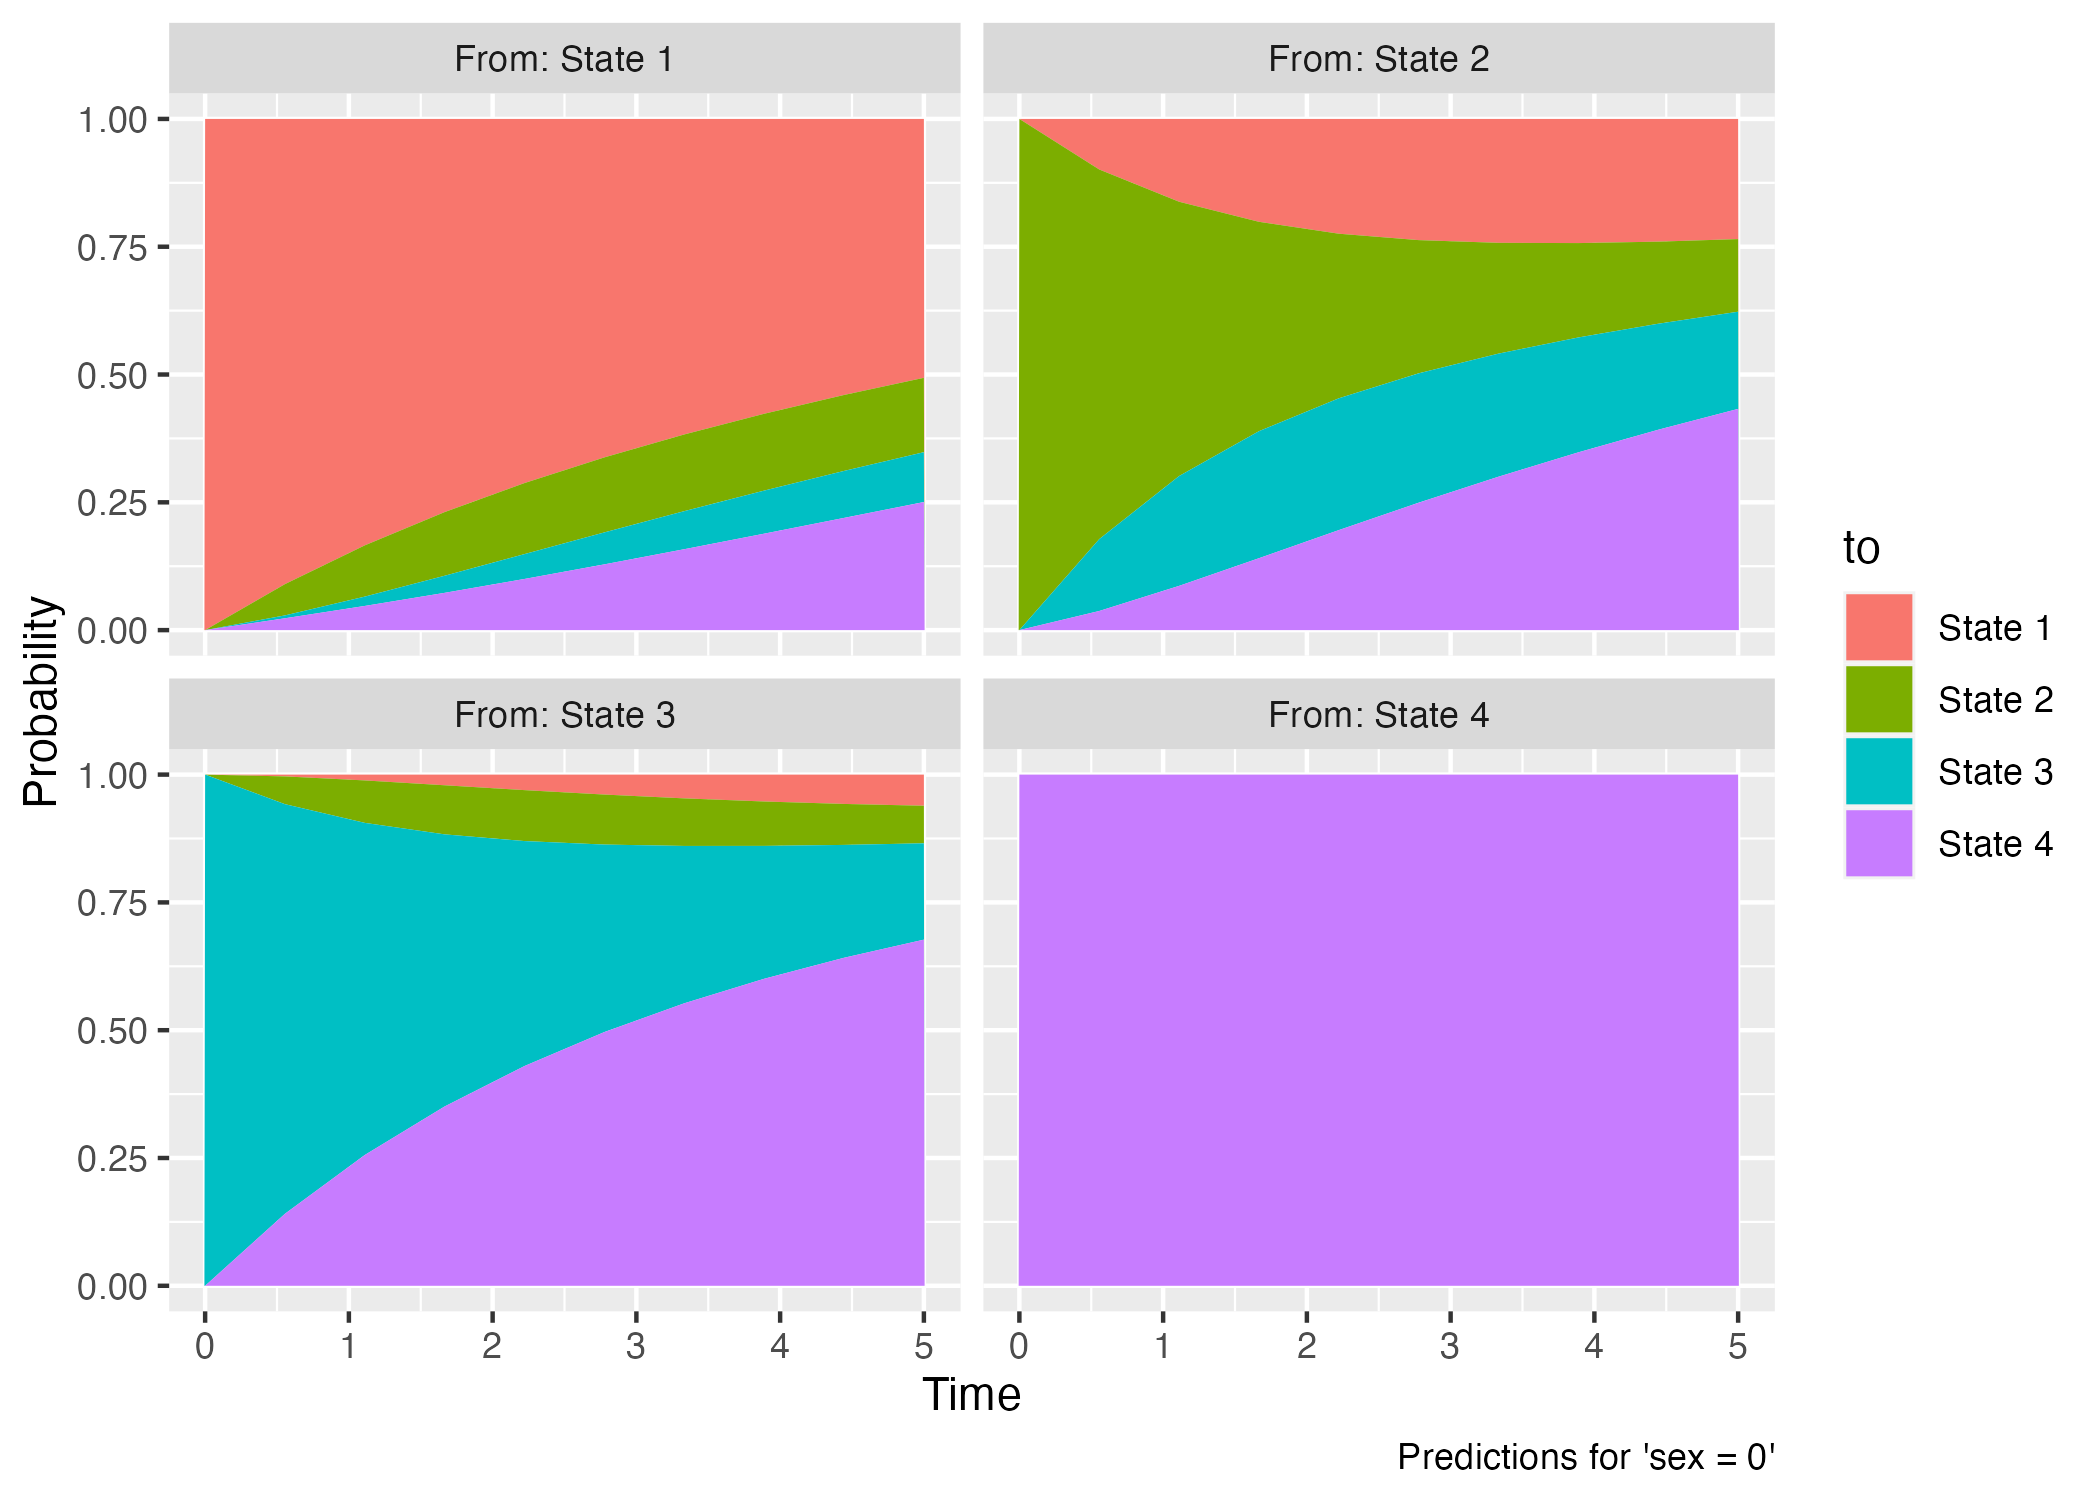 From: State 1
From: State 2
1.00
0.75
0.50
0.25
0.00
From: State 3
From: State 4
1.00
0.75
0.50
0.25
0.00
0 1 2 3 4 5
0 1 2 3 4 5
Probability
Time
to
State 1
State 2
State 3
State 4
Predictions for 'sex = 0'